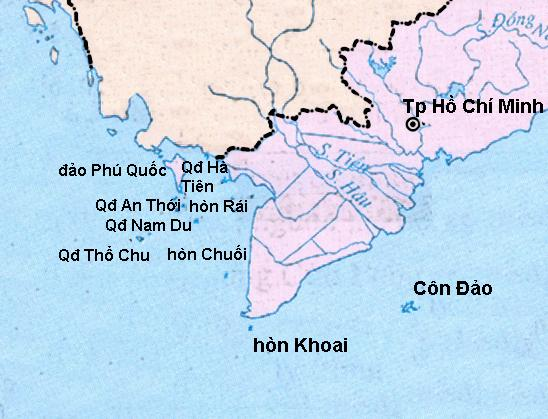 S. Đồng N
Tp Hồ Chí Minh
đảo Phú Quốc
Qđ Hà
Tiên
S. Tiền
S. Hậu
Qđ An Thới
hòn Rái
Qđ Nam Du
Qđ Thổ Chu
hòn Chuối
Côn Đảo
hòn Khoai